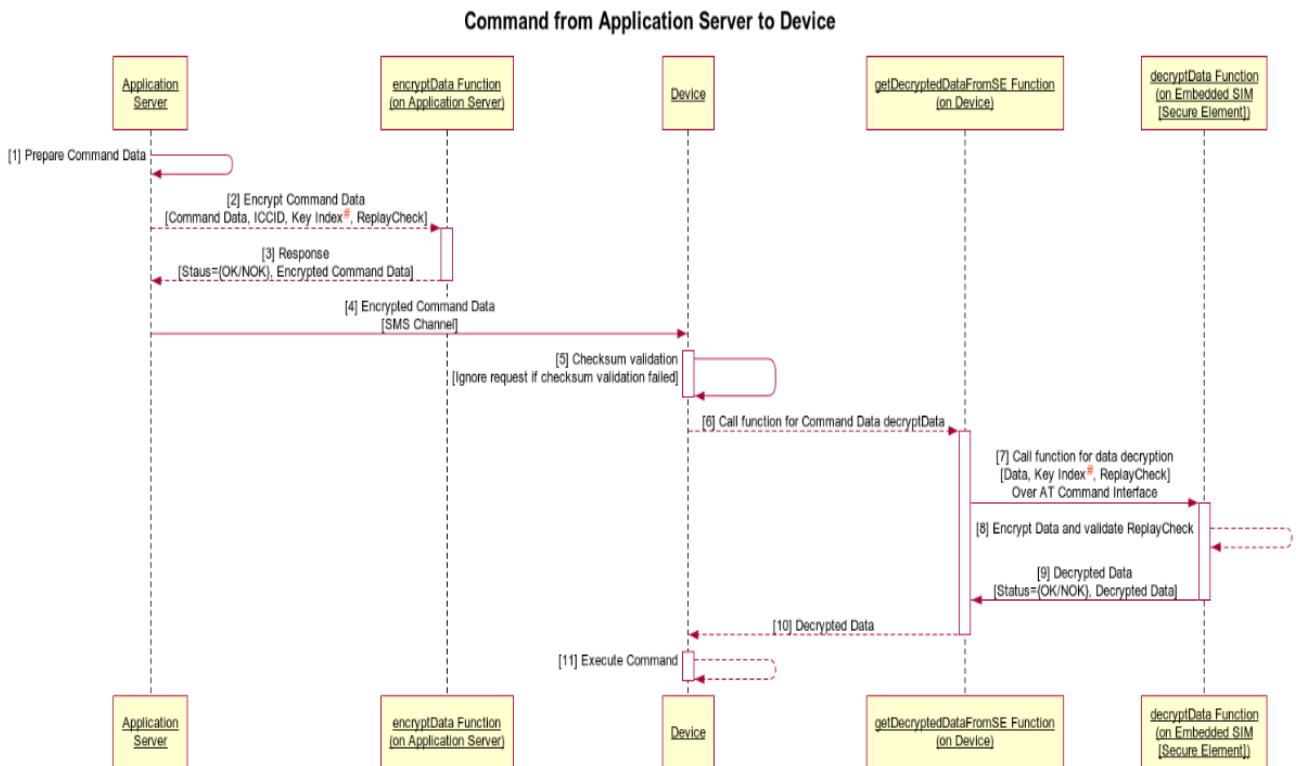 Command from Application Server to Device
Application
Server
encryptData Function
(on Application Server)
Device
getDecryptedDataFromSE Function
(on Device)
decryptData Function
(on Embedded SIM
[Secure Element])
[1] Prepare Command Data
[2] Encrypt Command Data
[Command Data, ICCID, Key Index#, ReplayCheck]
[3] Response
[Staus={OK/NOK}, Encrypted Command Data]
[4] Encrypted Command Data
[SMS Channel]
[5] Checksum validation
[Ignore request if checksum validation failed]
[6] Call function for Command Data decryptData
[7] Call function for data decryption
[Data, Key Index#, ReplayCheck]
Over AT Command Interface
[8] Encrypt Data and validate ReplayCheck
[9] Decrypted Data
[Status={OK/NOK}, Decrypted Data]
[10] Decrypted Data
[11] Execute Command
Application
Server
encryptData Function
(on Application Server)
Device
getDecryptedDataFromSE Function
(on Device)
decryptData Function
(on Embedded SIM
[Secure Element])